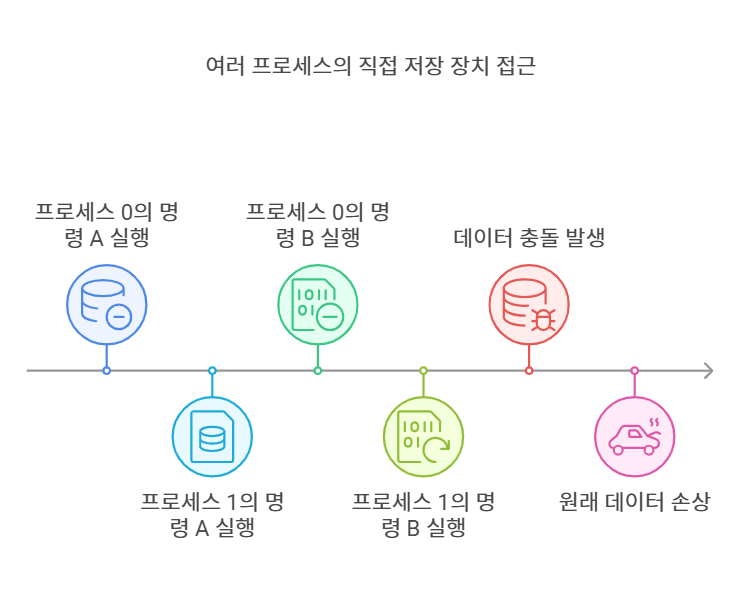 여러 프로세스의 직접 저장 장치 접근
프로세스 0의 명
령 A 실행
프로세스 1의 명
령 A 실행
프로세스 0의 명
령 B 실행
프로세스 1의 명
령 B 실행
데이터 충돌 발생
원래 데이터 손상